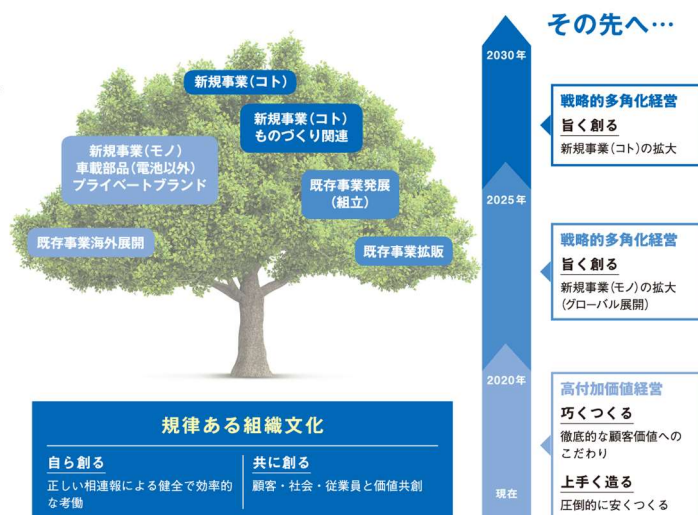 新規事業(コト)
新規事業(コト)
ものづくり関連
新規事業(モノ)
車載部品(電池以外)
プライベートブランド
既存事業発展
(組立)
既存事業海外展開
既存事業拡販
規律ある組織文化
自ら創る
正しい相連報による健全で効率的
な考働
共に創る
顧客・社会・従業員と価値共創
その先へ…
2030年
戦略的多角化経営
旨く創る
新規事業(コト)の拡大
2025年
戦略的多角化経営
旨く創る
新規事業(モノ)の拡大
(グローバル展開)
2020年
高付加価値経営
巧くつくる
徹底的な顧客価値への
こだわり
上手く造る
圧倒的に安くつくる
現在